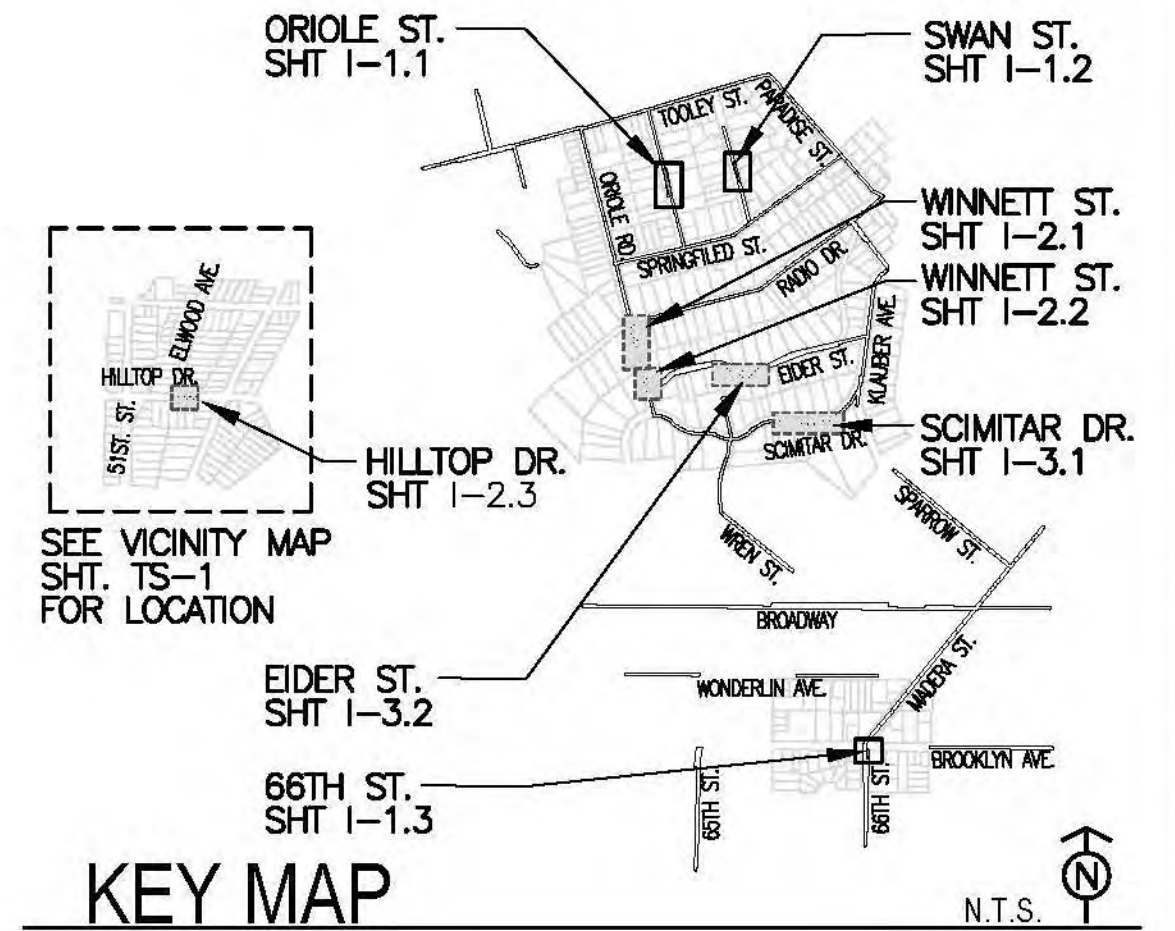 ORIOLE ST.
SHT I-1.1
SWAN ST.
SHT I-1.2
TOOLEY ST.
PARADISE ST.
ORIOLE RD
WINNETT ST.
SHT I-2.1
SPRINGFILED ST.
RADIO DR.
WINNETT ST.
SHT I-2.2
ELWOOD AVE.
HILLTOP DR.
51ST. ST.
EIDER ST.
KLAUBER AVE.
SCIMITAR DR.
SHT I-3.1
SCIMITAR DR.
HILLTOP DR.
SHT I-2.3
SEE VICINITY MAP
SHT. TS-1
FOR LOCATION
SPARROW ST.
WREN ST.
BROADWAY
MADERA ST.
EIDER ST.
SHT I-3.2
WONDERLIN AVE.
BROOKLYN AVE.
66TH ST.
SHT I-1.3
65TH ST.
66TH ST.
KEY MAP
N
N.T.S.